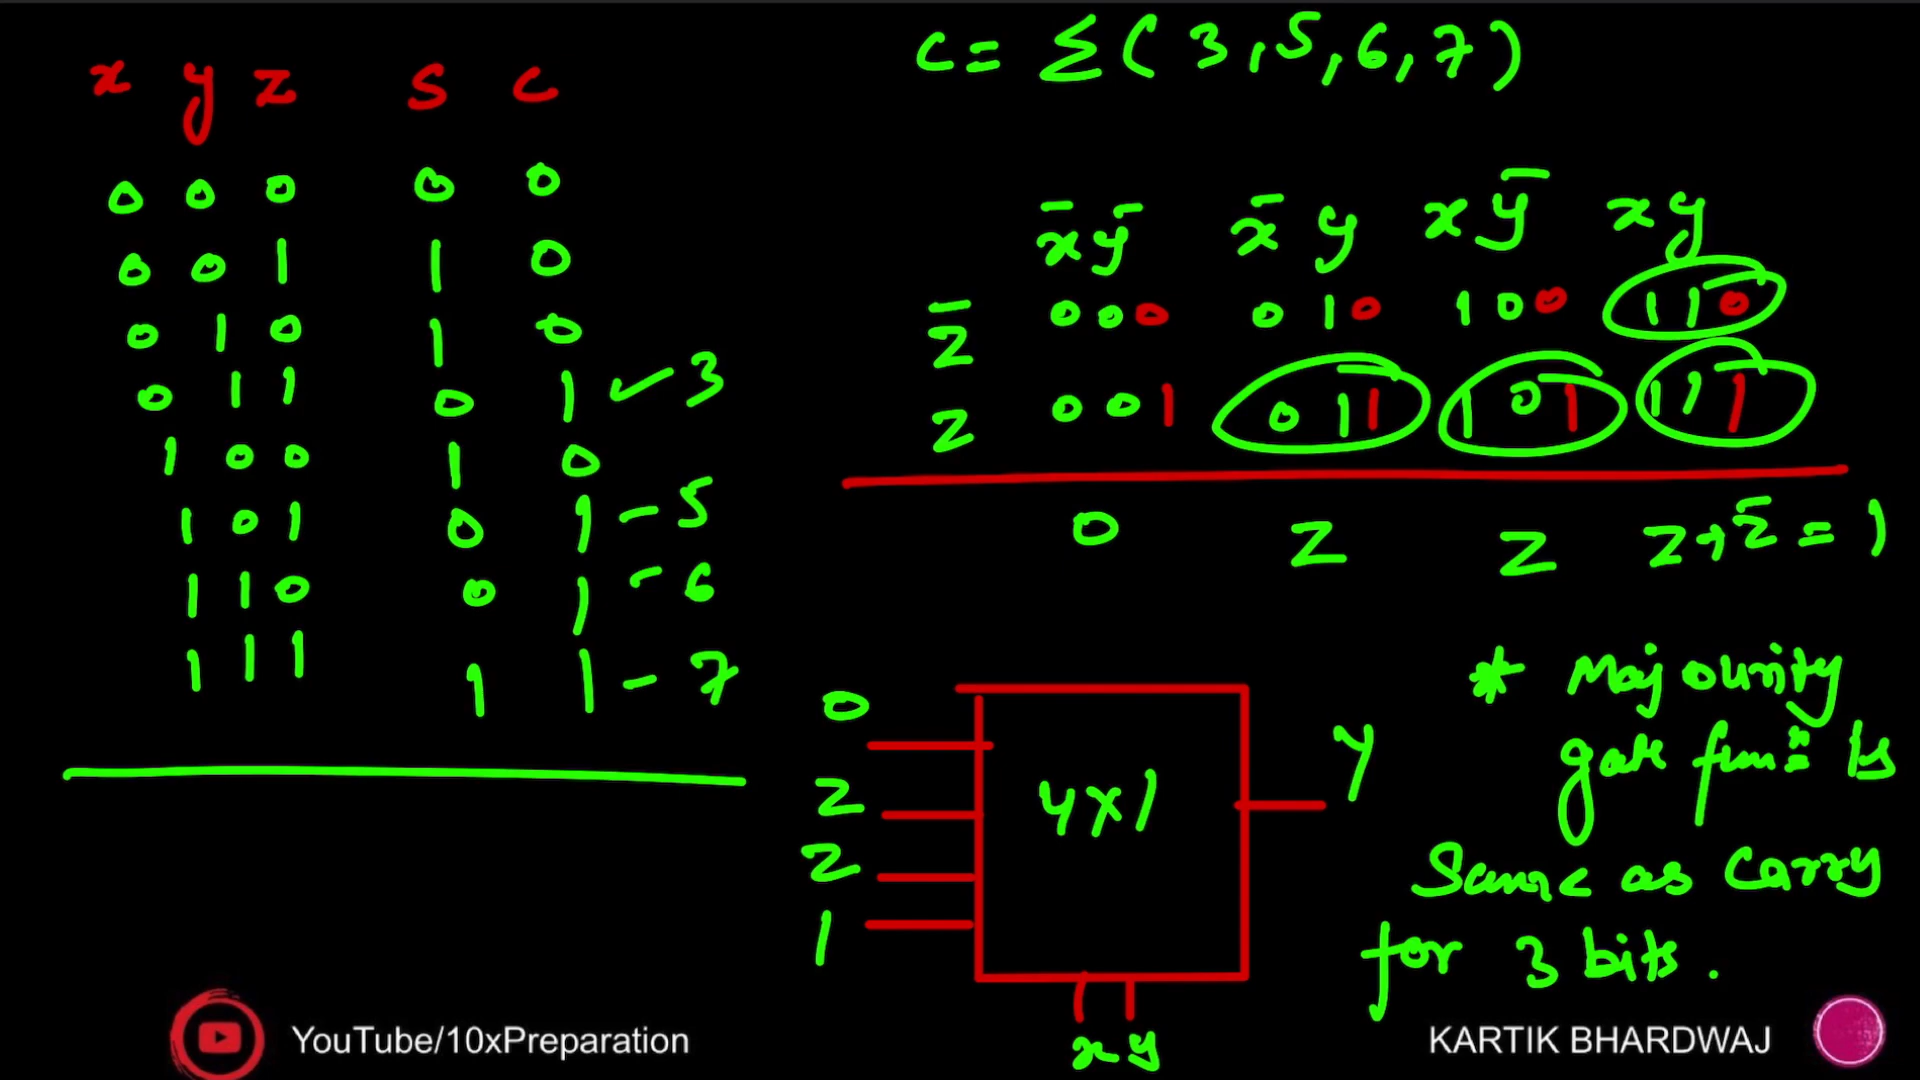 x y z s c
0 0 0 0 0
0 0 1 1 0
0 1 0 1 0
0 1 1 0 1 ✓ 3
1 0 0 1 0
1 0 1 0 1 - 5
1 1 0 0 1 - 6
1 1 1 1 1 - 7
c = Σ( 3, 5, 6, 7 )
x̄ȳ x̄y xȳ xy
z̄ 000 010 100 110
z 001 011 101 111
0 z z z+z̄ = 1
0
z
z
1
4x1
y
x y
* Majourity
gate funⁿ is
Same as carry
for 3 bits.
YouTube/10xPreparation
KARTIK BHARDWAJ